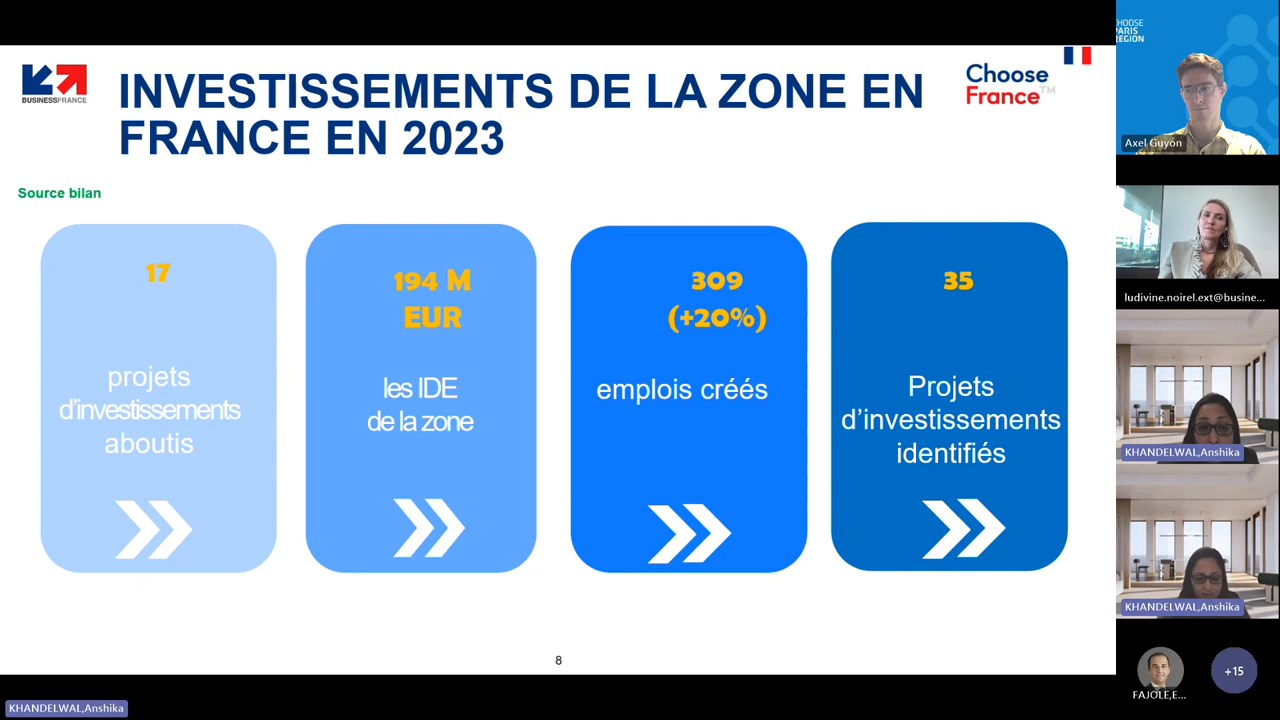 BUSINESSFRANCE
INVESTISSEMENTS DE LA ZONE EN
FRANCE EN 2023
Choose
France™
Source bilan
17
projets
d'investissements
aboutis
194 M
EUR
les IDE
de la zone
309
(+20%)
emplois créés
35
Projets
d’investissements
identifiés
8
KHANDELWAL,Anshika
CHOOSE
PARIS
REGION
Axel Guyon
ludivine.noirel.ext@busine...
KHANDELWAL,Anshika
KHANDELWAL,Anshika
FAJOLE,E...
+15